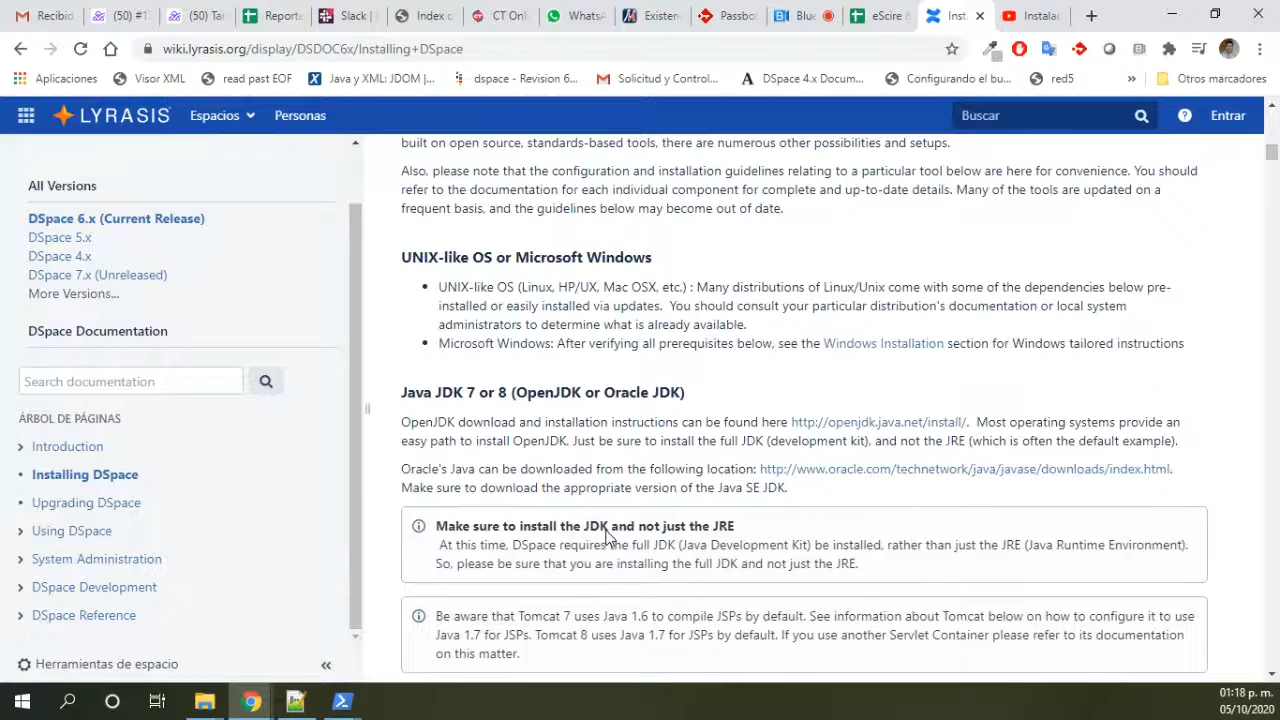 Recibid
(50) #1
(50) Ta
Reporte
Slack |
Index o
CT Onl
WhatsA
Existen
Passbo
Blue
eScire &
Inst
Instalac
wiki.lyrasis.org/display/DSDOC6x/Installing+DSpace
Aplicaciones
Visor XML
read past EOF
Java y XML: JDOM |...
dspace - Revision 6...
Solicitud y Control...
DSpace 4.x Docum...
Configurando el bu...
red5
»
Otros marcadores
LYRASIS
Espacios
Personas
Buscar
Entrar
All Versions
DSpace 6.x (Current Release)
DSpace 5.x
DSpace 4.x
DSpace 7.x (Unreleased)
More Versions...
DSpace Documentation
Search documentation
ÁRBOL DE PÁGINAS
Introduction
Installing DSpace
Upgrading DSpace
Using DSpace
System Administration
DSpace Development
DSpace Reference
Herramientas de espacio
built on open source, standards-based tools, there are numerous other possibilities and setups.
Also, please note that the configuration and installation guidelines relating to a particular tool below are here for convenience. You should
refer to the documentation for each individual component for complete and up-to-date details. Many of the tools are updated on a
frequent basis, and the guidelines below may become out of date.
UNIX-like OS or Microsoft Windows
• UNIX-like OS (Linux, HP/UX, Mac OSX, etc.) : Many distributions of Linux/Unix come with some of the dependencies below pre-
installed or easily installed via updates. You should consult your particular distribution's documentation or local system
administrators to determine what is already available.
• Microsoft Windows: After verifying all prerequisites below, see the Windows Installation section for Windows tailored instructions
Java JDK 7 or 8 (OpenJDK or Oracle JDK)
OpenJDK download and installation instructions can be found here http://openjdk.java.net/install/. Most operating systems provide an
easy path to install OpenJDK. Just be sure to install the full JDK (development kit), and not the JRE (which is often the default example).
Oracle's Java can be downloaded from the following location: http://www.oracle.com/technetwork/java/javase/downloads/index.html.
Make sure to download the appropriate version of the Java SE JDK.
Make sure to install the JDK and not just the JRE
At this time, DSpace requires the full JDK (Java Development Kit) be installed, rather than just the JRE (Java Runtime Environment).
So, please be sure that you are installing the full JDK and not just the JRE.
Be aware that Tomcat 7 uses Java 1.6 to compile JSPs by default. See information about Tomcat below on how to configure it to use
Java 1.7 for JSPs. Tomcat 8 uses Java 1.7 for JSPs by default. If you use another Servlet Container please refer to its documentation
on this matter.
01:18 p. m.
05/10/2020